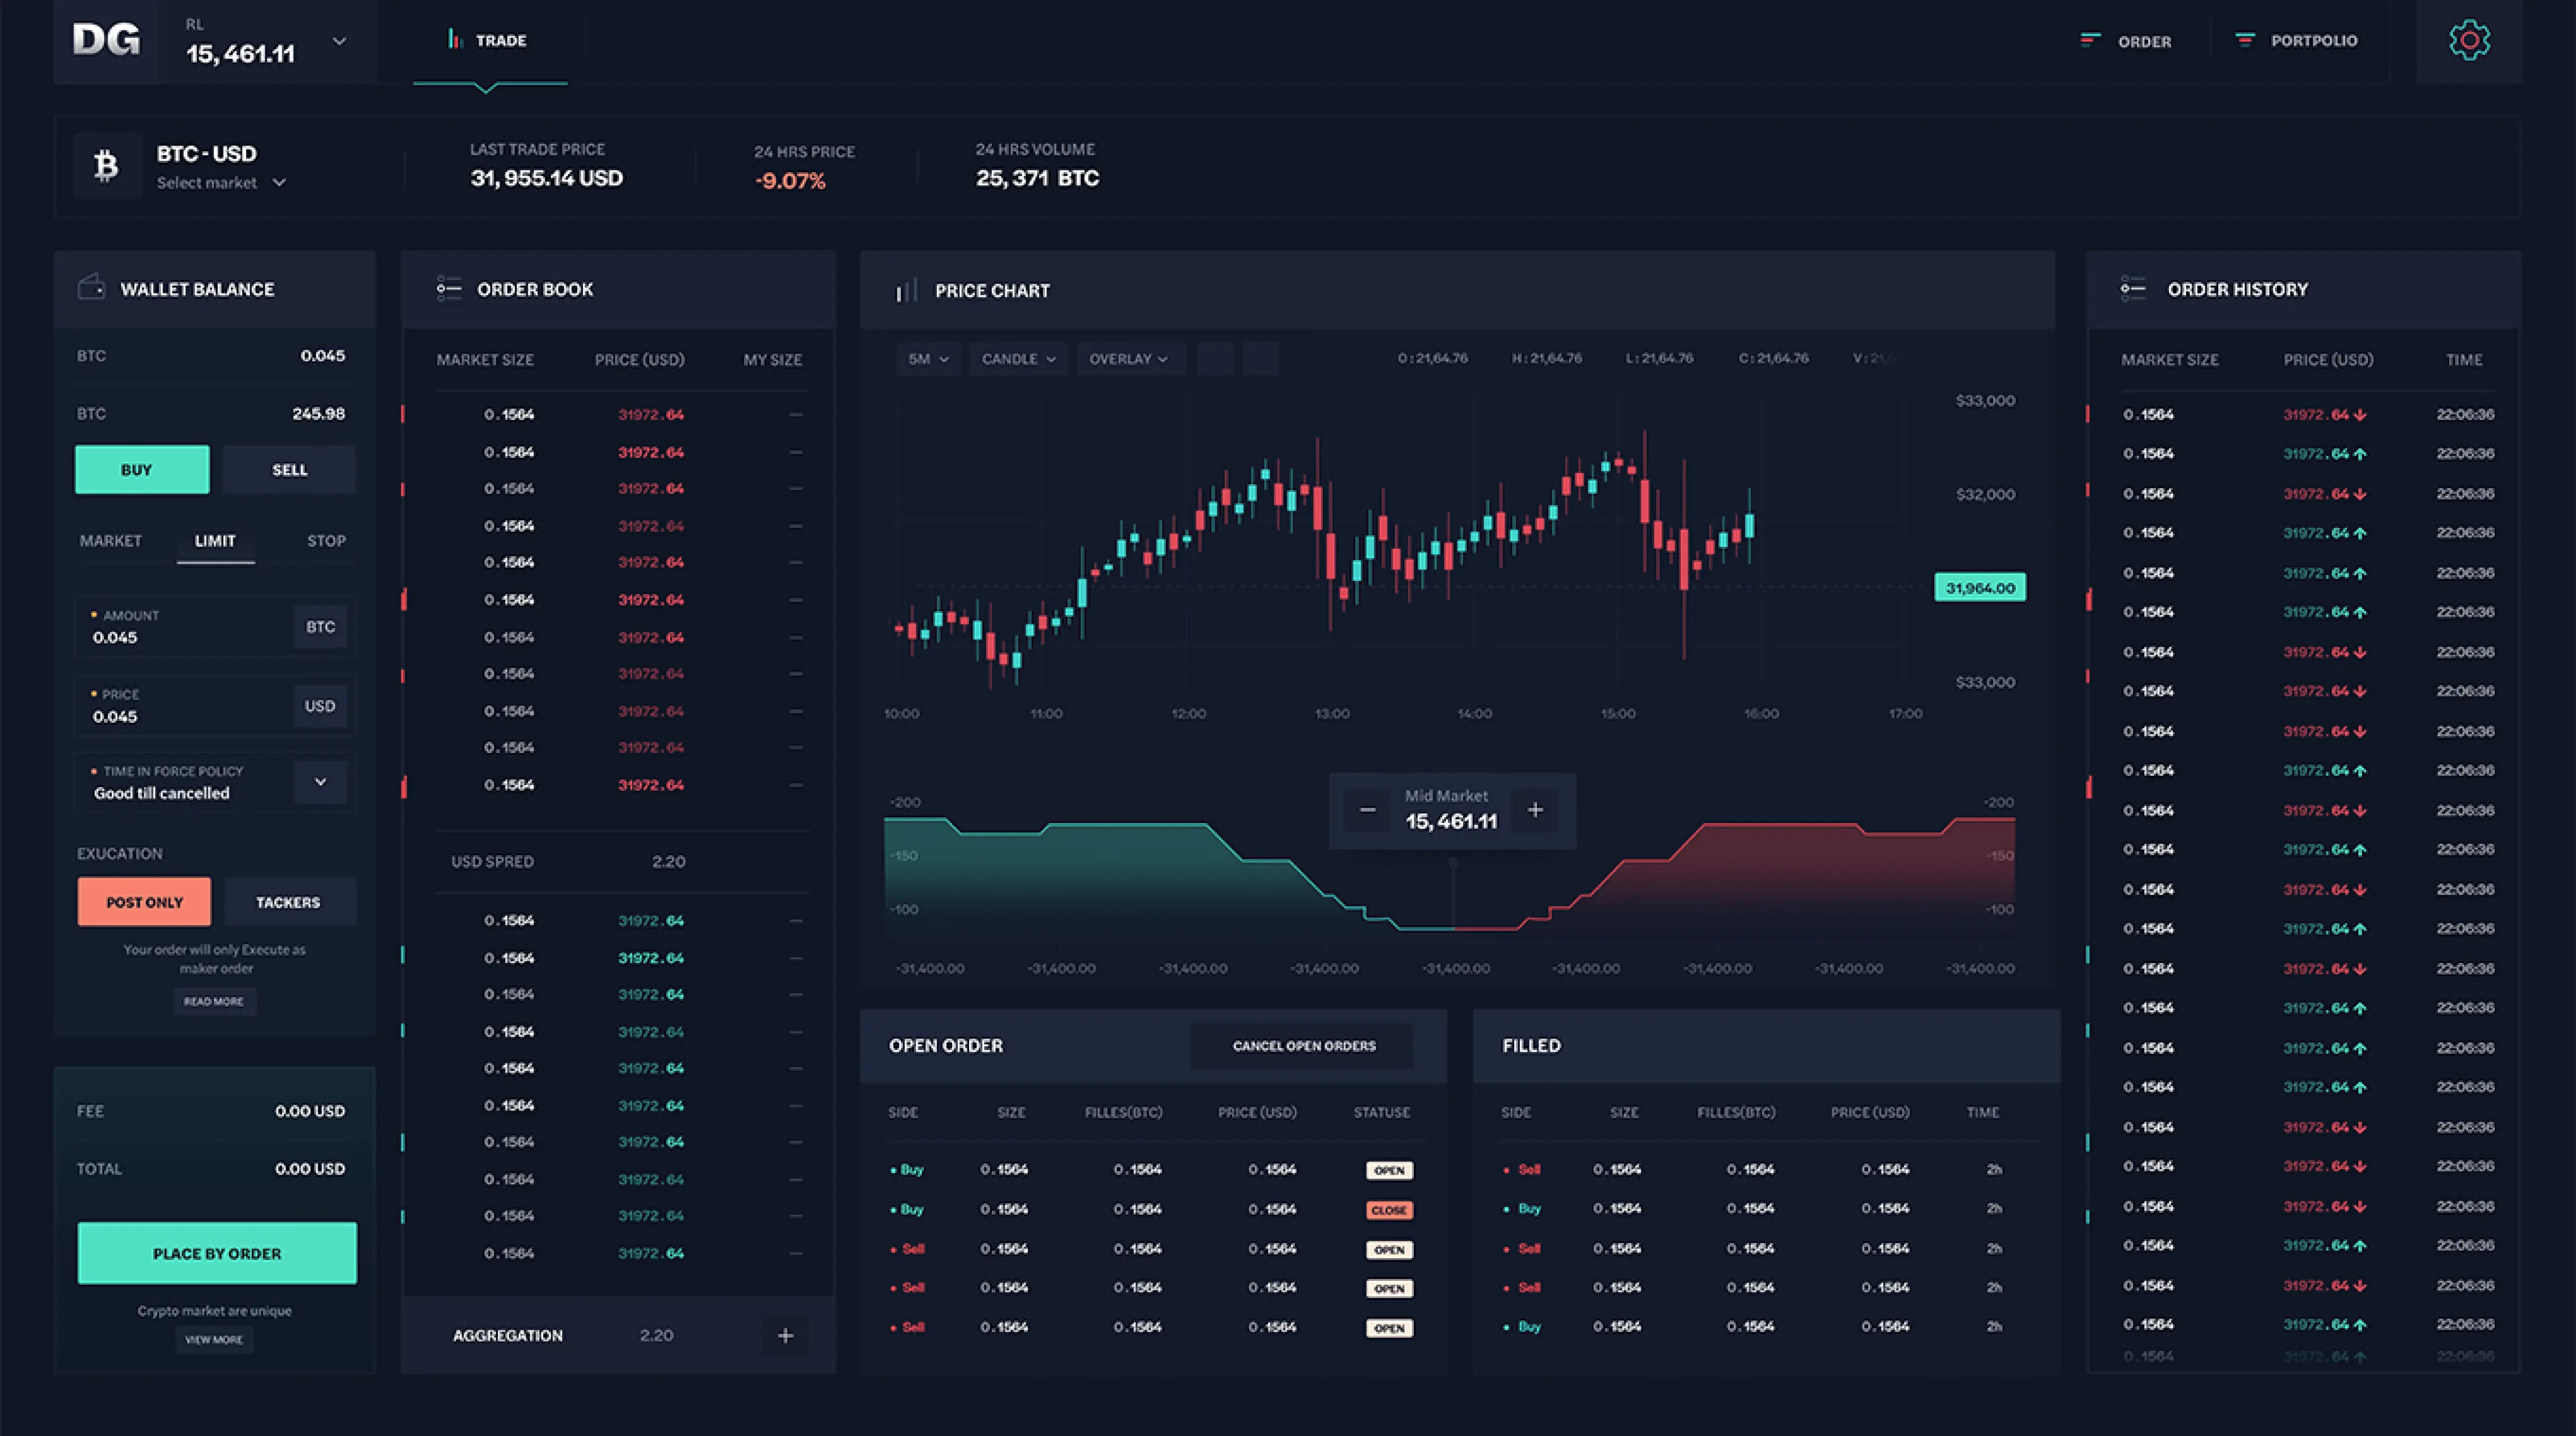 DG
RL
15,461.11
TRADE
ORDER
PORTPOLIO
BTC - USD
Select market
LAST TRADE PRICE
31,955.14 USD
24 HRS PRICE
-9.07%
24 HRS VOLUME
25,371 BTC
WALLET BALANCE
BTC 0.045
BTC 245.98
BUY SELL
MARKET LIMIT STOP
AMOUNT
0.045
BTC
PRICE
0.045
USD
TIME IN FORCE POLICY
Good till cancelled
EXUCATION
POST ONLY TACKERS
Your order will only Execute as
maker order
READ MORE
FEE 0.00 USD
TOTAL 0.00 USD
PLACE BY ORDER
Crypto market are unique
VIEW MORE
ORDER BOOK
MARKET SIZE PRICE (USD) MY SIZE
0.1564 31972.64 —
0.1564 31972.64 —
0.1564 31972.64 —
0.1564 31972.64 —
0.1564 31972.64 —
0.1564 31972.64 —
0.1564 31972.64 —
0.1564 31972.64 —
0.1564 31972.64 —
0.1564 31972.64 —
0.1564 31972.64 —
USD SPRED 2.20
0.1564 31972.64 —
0.1564 31972.64 —
0.1564 31972.64 —
0.1564 31972.64 —
0.1564 31972.64 —
0.1564 31972.64 —
0.1564 31972.64 —
0.1564 31972.64 —
0.1564 31972.64 —
0.1564 31972.64 —
AGGREGATION 2.20 +
PRICE CHART
5M CANDLE OVERLAY O:21,64.76 H:21,64.76 L:21,64.76 C:21,64.76
$33,000
$32,000
31,964.00
$33,000
10:00 11:00 12:00 13:00 14:00 15:00 16:00 17:00
− Mid Market +
15,461.11
-200 -200
-150 -150
-100 -100
-31,400.00 -31,400.00 -31,400.00 -31,400.00 -31,400.00 -31,400.00 -31,400.00 -31,400.00 -31,400.00
OPEN ORDER CANCEL OPEN ORDERS
SIDE SIZE FILLES(BTC) PRICE (USD) STATUSE
Buy 0.1564 0.1564 0.1564 OPEN
Buy 0.1564 0.1564 0.1564 CLOSE
Sell 0.1564 0.1564 0.1564 OPEN
Sell 0.1564 0.1564 0.1564 OPEN
Sell 0.1564 0.1564 0.1564 OPEN
FILLED
SIDE SIZE FILLES(BTC) PRICE (USD) TIME
Sell 0.1564 0.1564 0.1564 2h
Buy 0.1564 0.1564 0.1564 2h
Sell 0.1564 0.1564 0.1564 2h
Sell 0.1564 0.1564 0.1564 2h
Buy 0.1564 0.1564 0.1564 2h
ORDER HISTORY
MARKET SIZE PRICE (USD) TIME
0.1564 31972.64 ↓ 22:06:36
0.1564 31972.64 ↑ 22:06:36
0.1564 31972.64 ↓ 22:06:36
0.1564 31972.64 ↑ 22:06:36
0.1564 31972.64 ↑ 22:06:36
0.1564 31972.64 ↑ 22:06:36
0.1564 31972.64 ↓ 22:06:36
0.1564 31972.64 ↓ 22:06:36
0.1564 31972.64 ↓ 22:06:36
0.1564 31972.64 ↑ 22:06:36
0.1564 31972.64 ↓ 22:06:36
0.1564 31972.64 ↑ 22:06:36
0.1564 31972.64 ↓ 22:06:36
0.1564 31972.64 ↑ 22:06:36
0.1564 31972.64 ↓ 22:06:36
0.1564 31972.64 ↑ 22:06:36
0.1564 31972.64 ↑ 22:06:36
0.1564 31972.64 ↑ 22:06:36
0.1564 31972.64 ↓ 22:06:36
0.1564 31972.64 ↓ 22:06:36
0.1564 31972.64 ↓ 22:06:36
0.1564 31972.64 ↑ 22:06:36
0.1564 31972.64 ↓ 22:06:36
0.1564 31972.64 ↑ 22:06:36
0.1564 31972.64 ↑ 22:06:36